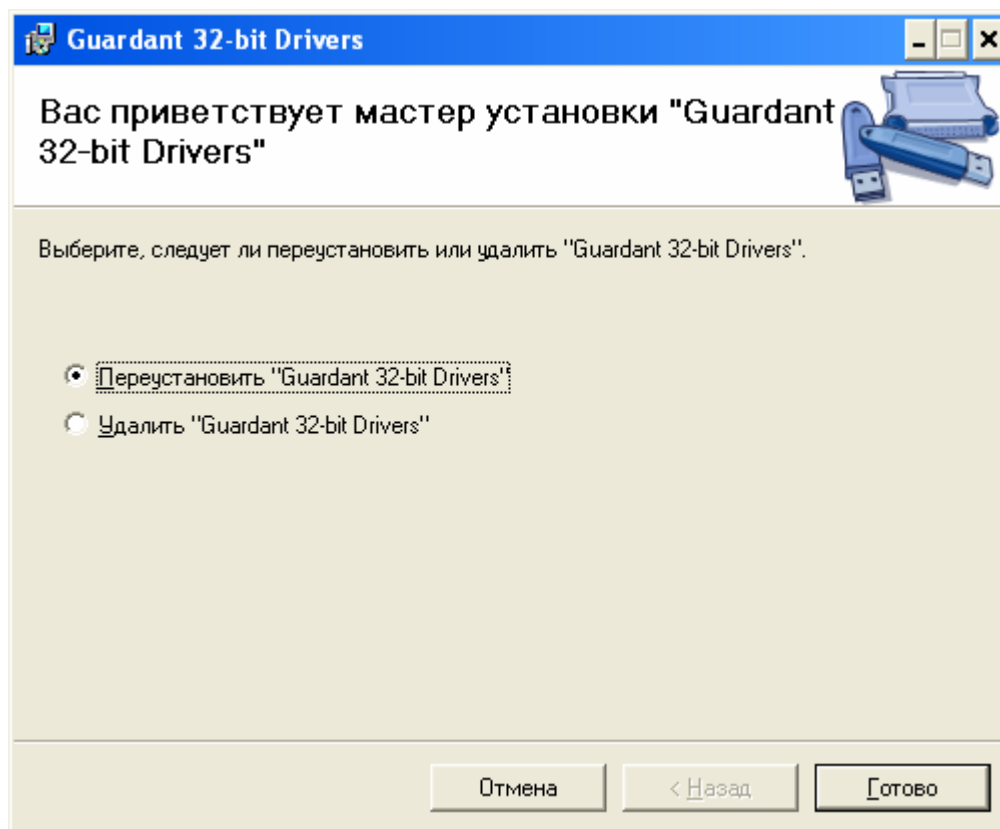 Guardant 32-bit Drivers
Вас приветствует мастер установки "Guardant
32-bit Drivers"
Выберите, следует ли переустановить или удалить "Guardant 32-bit Drivers".
Переустановить "Guardant 32-bit Drivers"
Удалить "Guardant 32-bit Drivers"
Отмена
< Назад
Готово